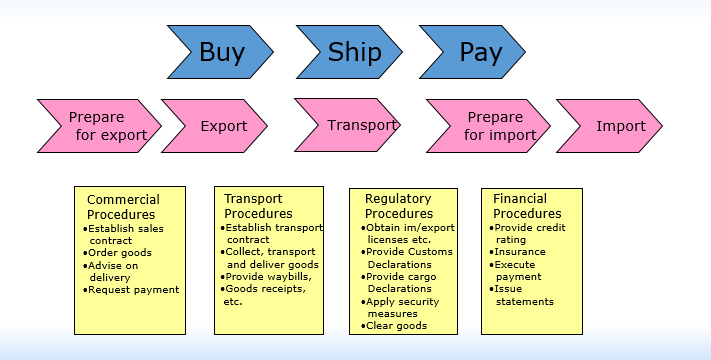 Buy
Ship
Pay
Prepare
for export
Export
Transport
Prepare
for import
Import
Commercial
Procedures
•Establish sales
contract
•Order goods
•Advise on
delivery
•Request payment
Transport
Procedures
•Establish transport
contract
•Collect, transport
and deliver goods
•Provide waybills,
•Goods receipts,
etc.
Regulatory
Procedures
•Obtain im/export
licenses etc.
•Provide Customs
Declarations
•Provide cargo
Declarations
•Apply security
measures
•Clear goods
Financial
Procedures
•Provide credit
rating
•Insurance
•Execute
payment
•Issue
statements